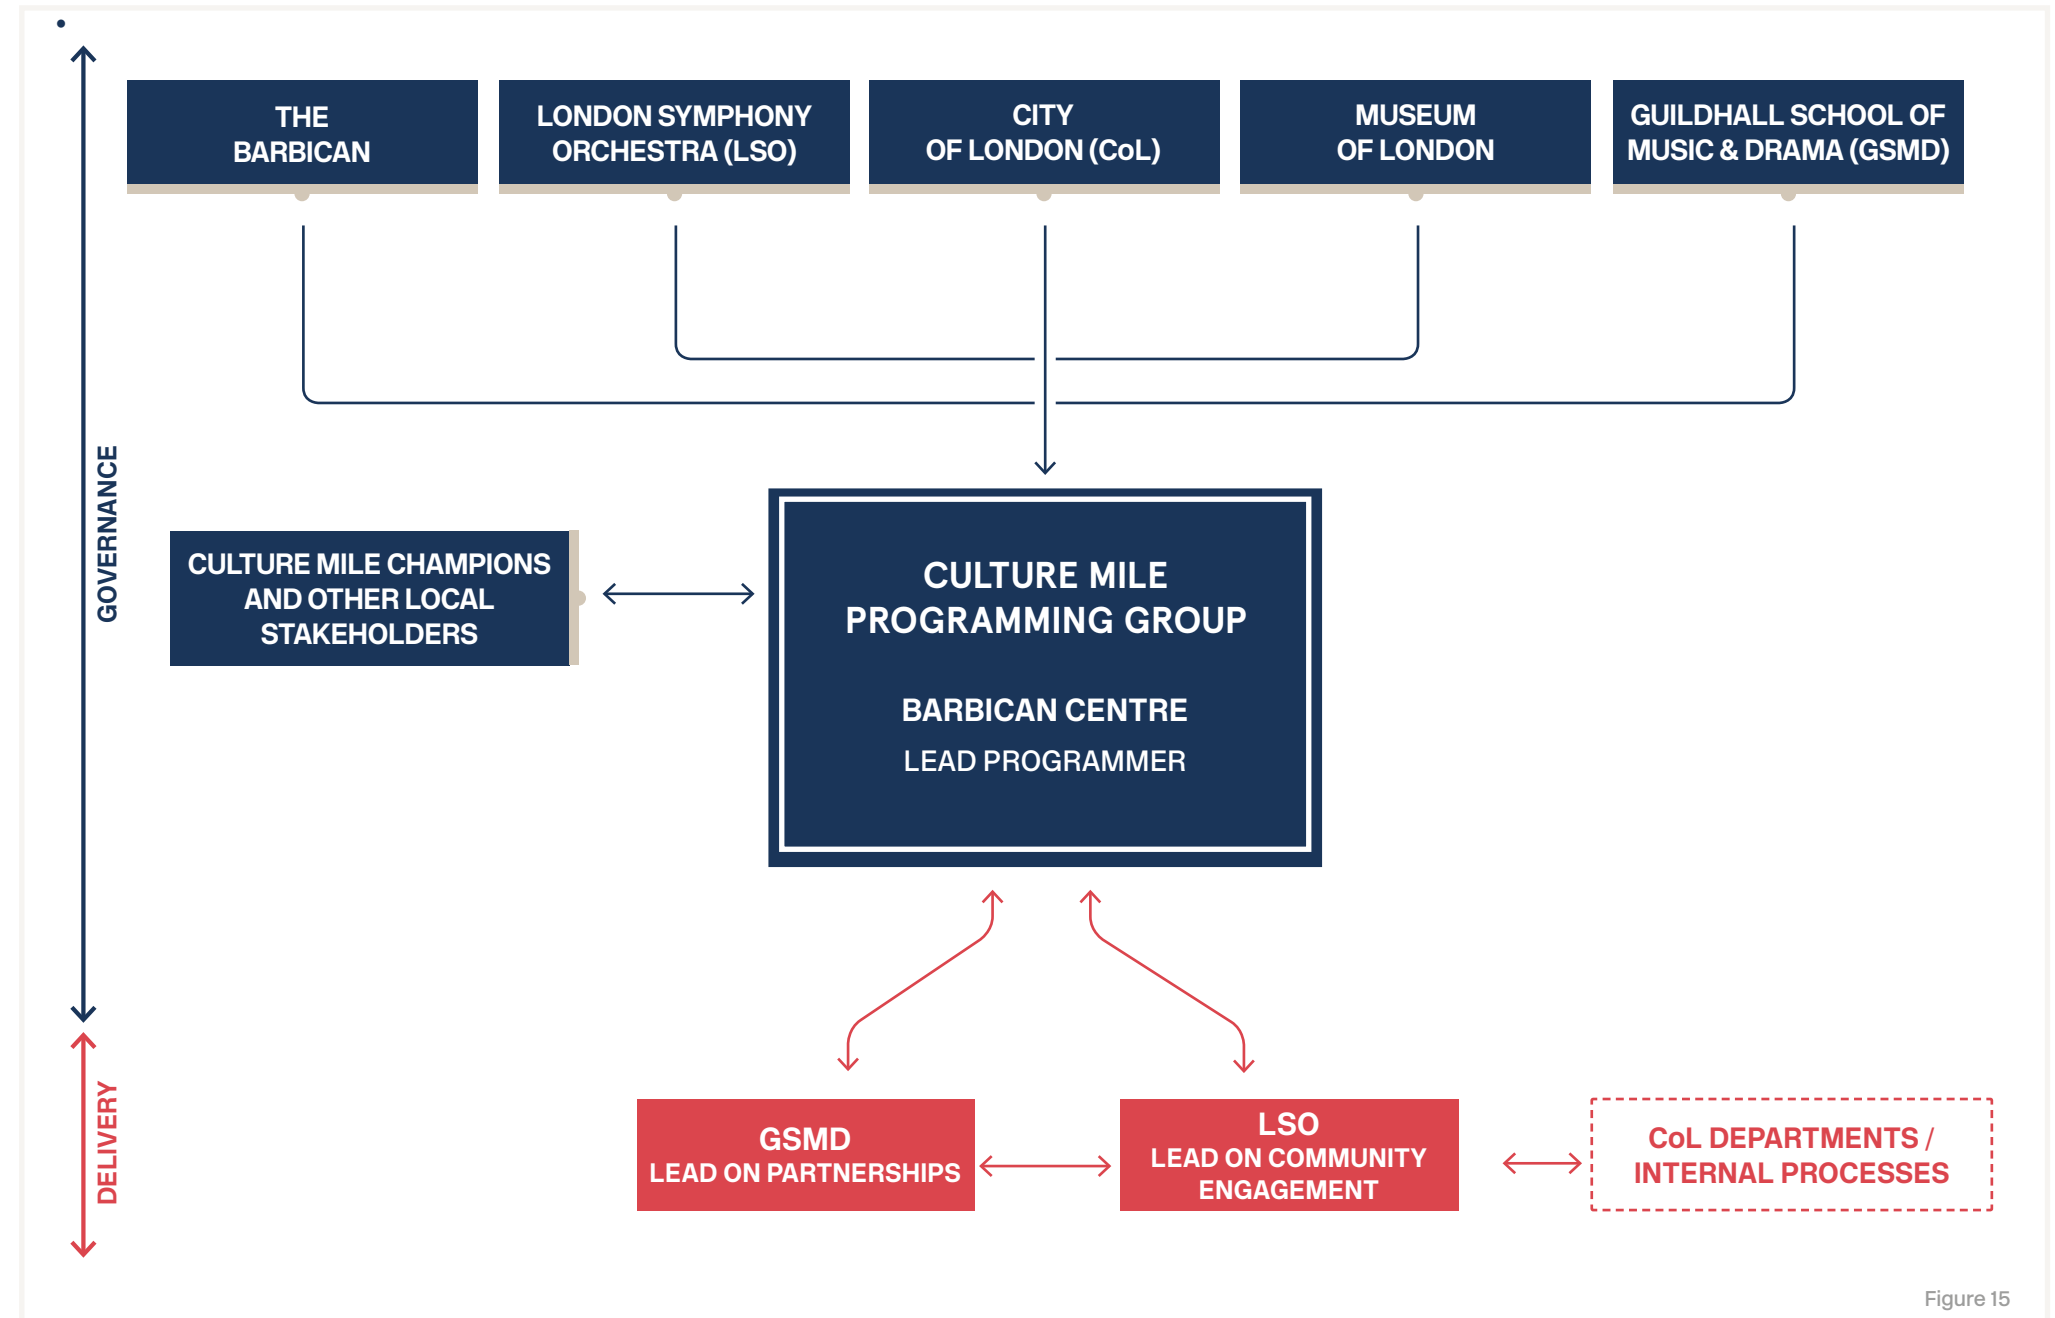 THE
BARBICAN
LONDON SYMPHONY
ORCHESTRA (LSO)
CITY
OF LONDON (CoL)
MUSEUM
OF LONDON
GUILDHALL SCHOOL OF
MUSIC & DRAMA (GSMD)
GOVERNANCE
CULTURE MILE CHAMPIONS
AND OTHER LOCAL
STAKEHOLDERS
CULTURE MILE
PROGRAMMING GROUP
BARBICAN CENTRE
LEAD PROGRAMMER
DELIVERY
GSMD
LEAD ON PARTNERSHIPS
LSO
LEAD ON COMMUNITY
ENGAGEMENT
CoL DEPARTMENTS /
INTERNAL PROCESSES
Figure 15